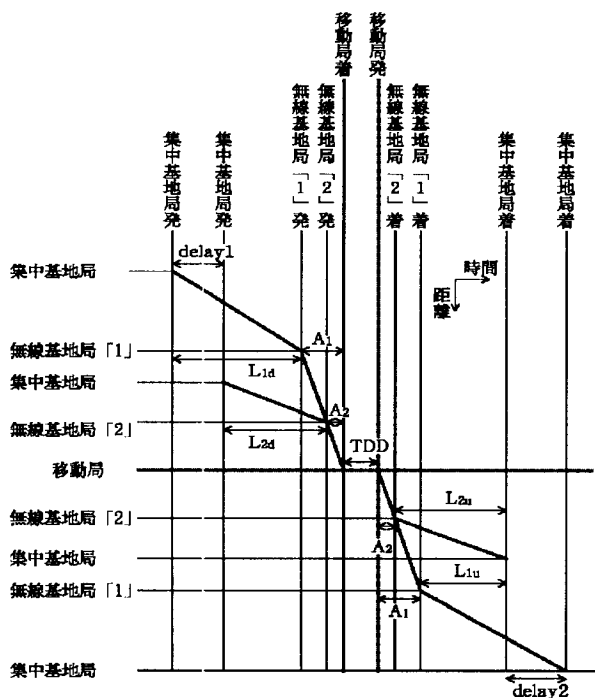 集中基地局発
集中基地局発
無線基地局「1」発
無線基地局「2」発
移動局着
移動局発
無線基地局「2」着
無線基地局「1」着
集中基地局着
集中基地局着
delay1
時間
距離
集中基地局
A1
無線基地局「1」
L1d
集中基地局
A2
無線基地局「2」
L2d
TDD
移動局
L2u
無線基地局「2」
A2
集中基地局
L1u
無線基地局「1」
A1
集中基地局
delay2